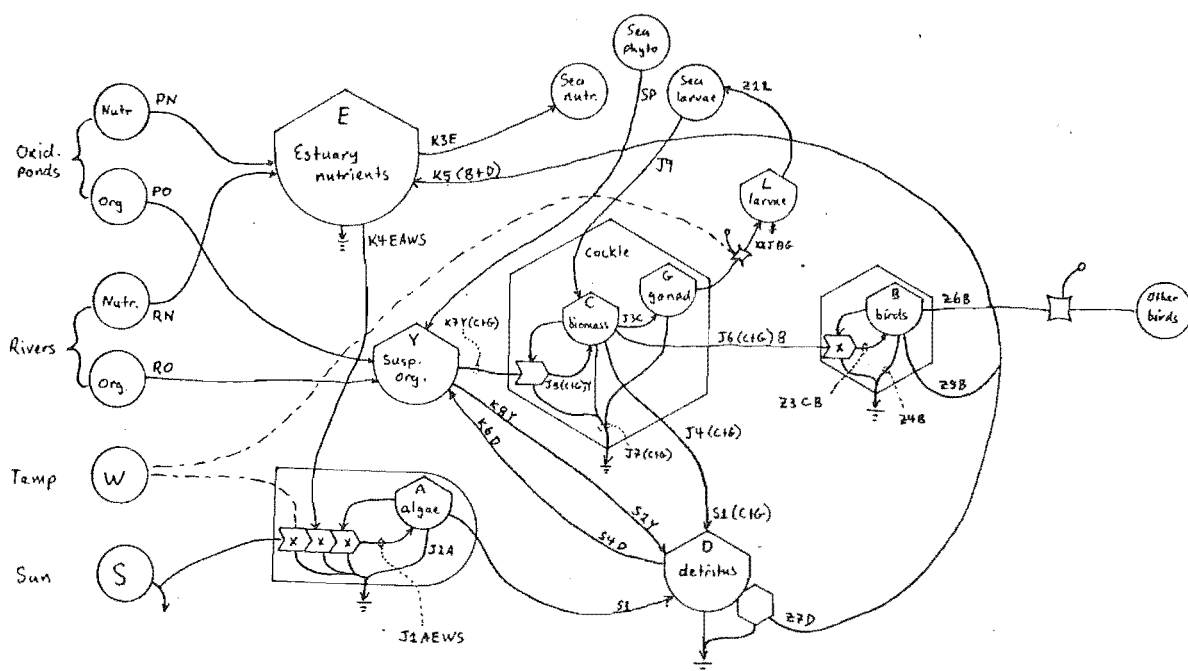 Sea
phyto
Sea
nutr.
Sea
larvae
Z1L
SP
Nutr
PN
Oxid.
ponds
Org
PO
E
Estuary
nutrients
K3E
K5(B+D)
J9
L
larvae
K4EAWS
Cockle
G
gonad
C
biomass
J3C
B
birds
Z6B
Other
birds
Nutr.
RN
Rivers
Org.
RO
Y
Susp.
org.
K7Y(C+G)
J5(C+G)Y
J6(C+G)B
x
Z3CB
Z4B
Z9B
K8Y
K6D
J7(C+G)
J4(C+G)
Temp
W
A
algae
x
x
x
J2A
S2Y
S4D
S1(C+G)
D
detritus
Sun
S
S3
J1AEWS
Z7D